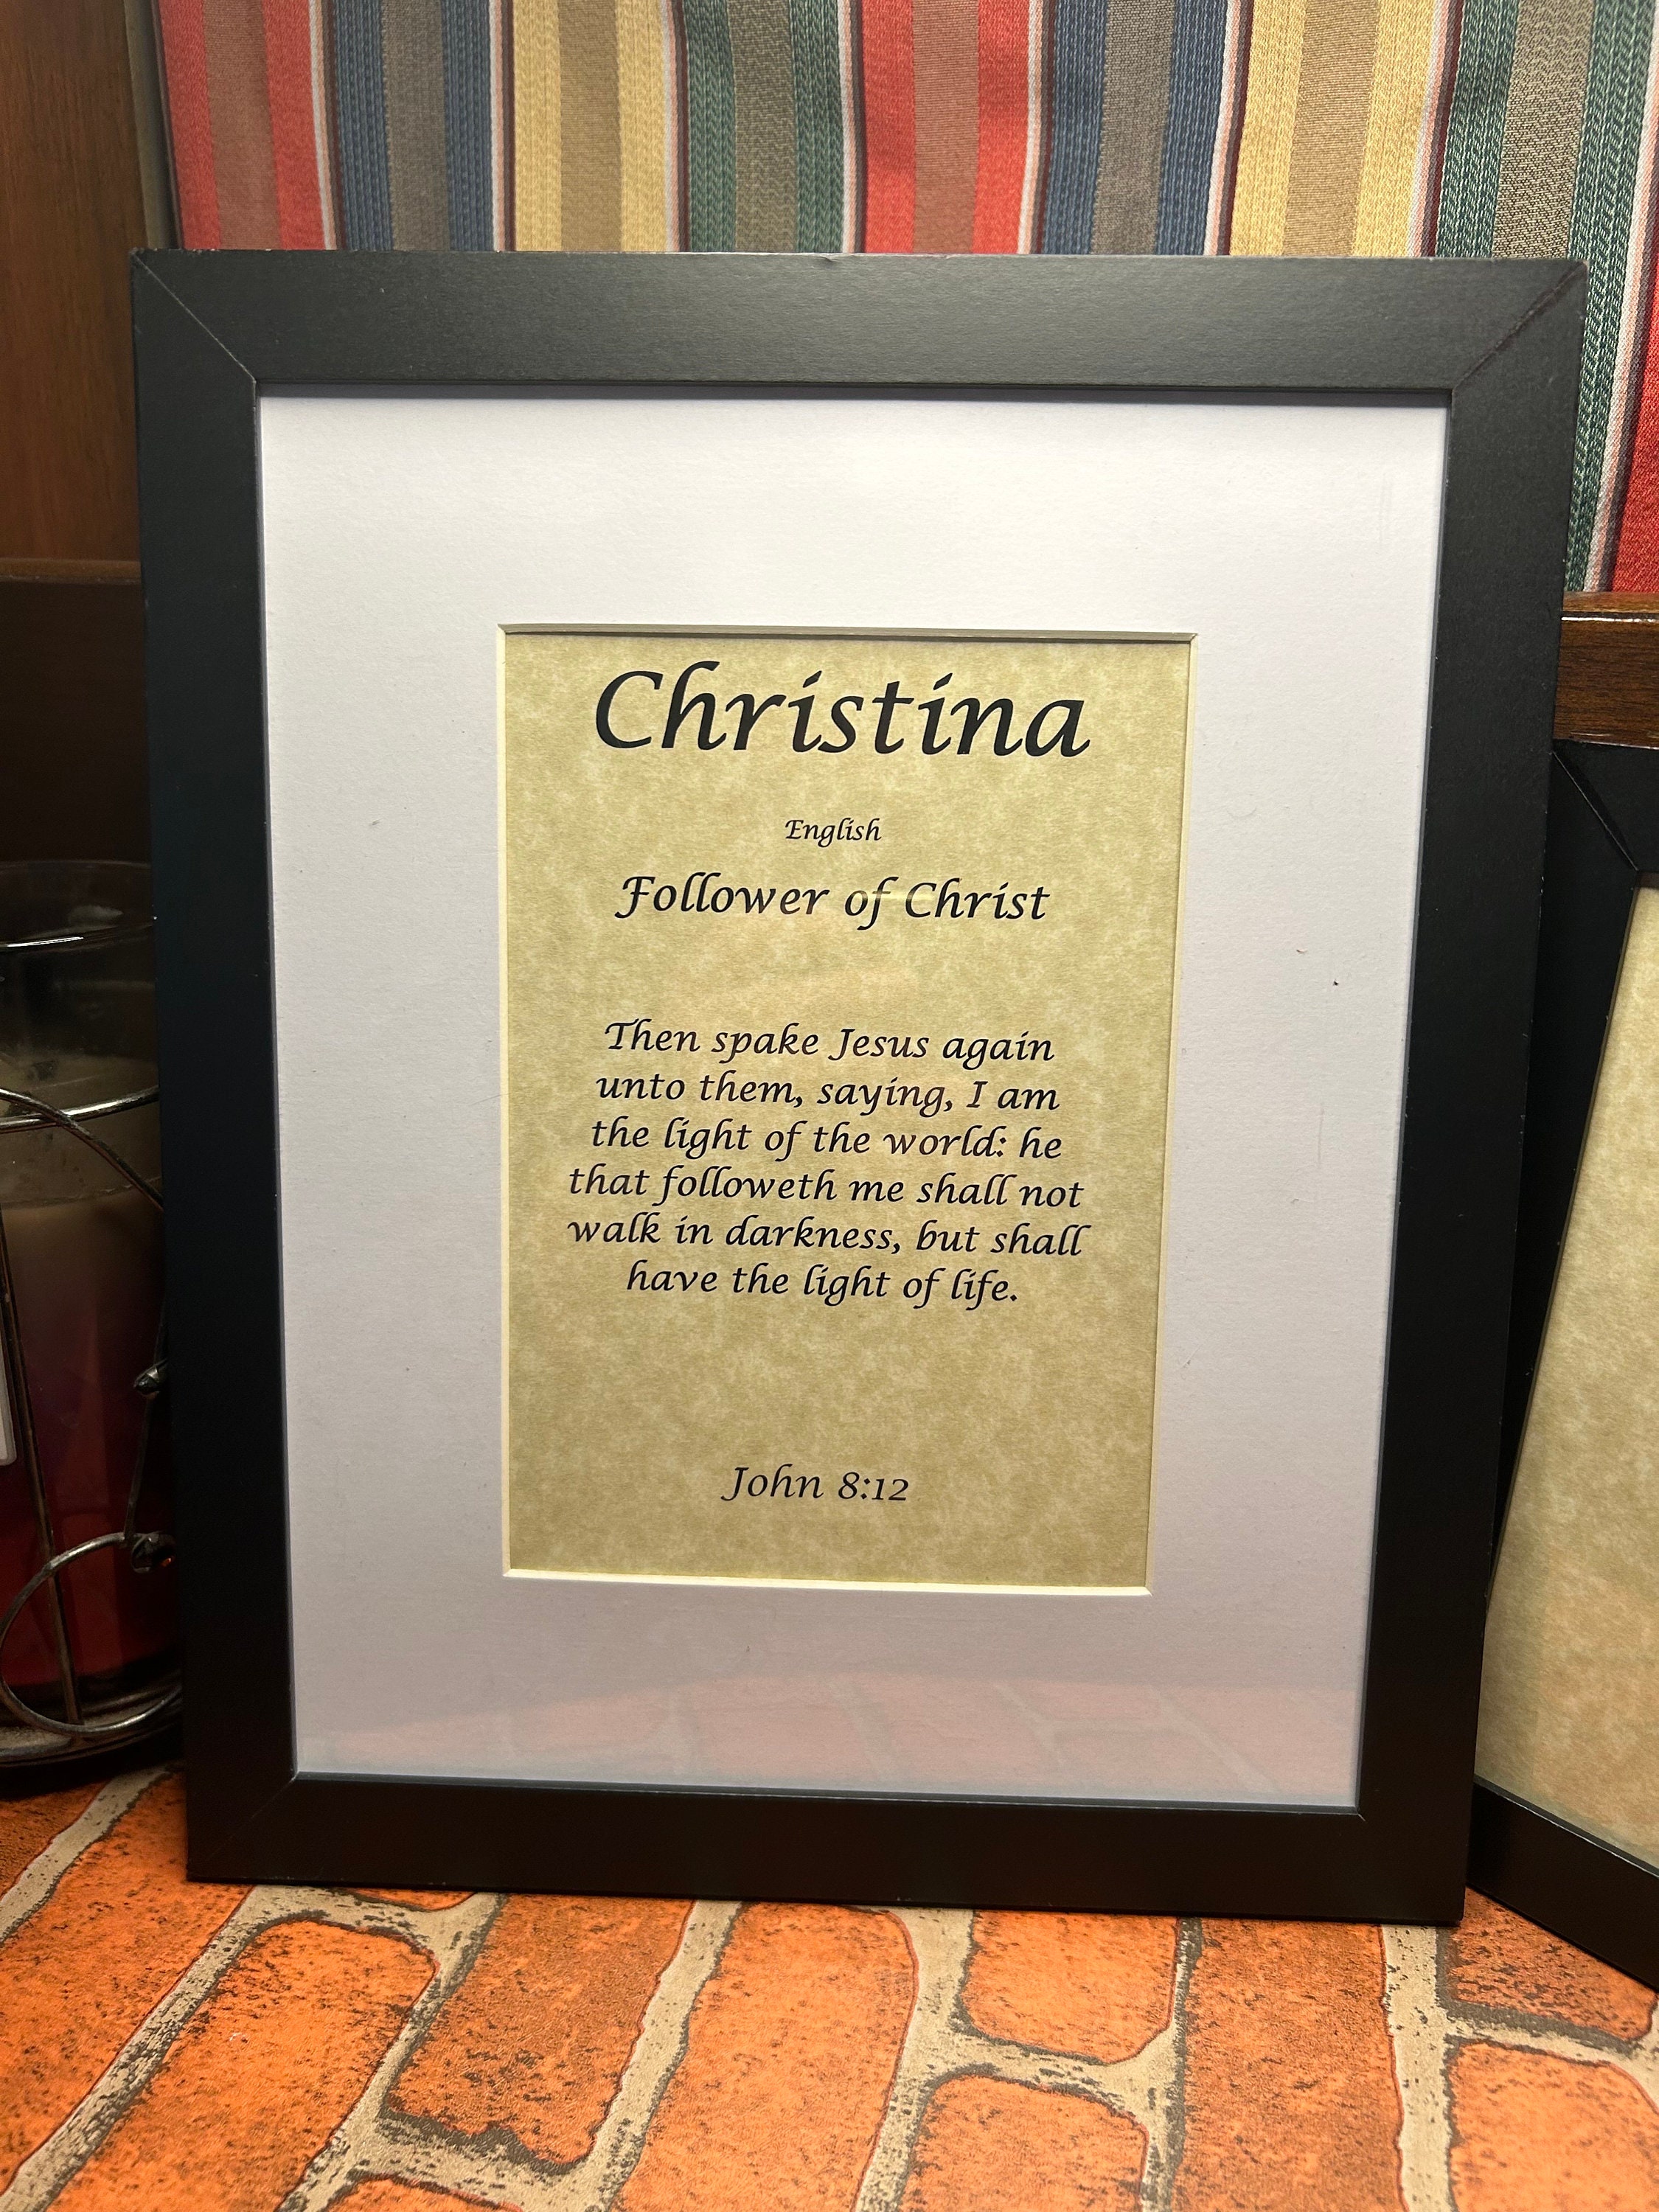 Christina
English
Follower of Christ
Then spake Jesus again
unto them, saying, I am
the light of the world: he
that followeth me shall not
walk in darkness, but shall
have the light of life.
John 8:12